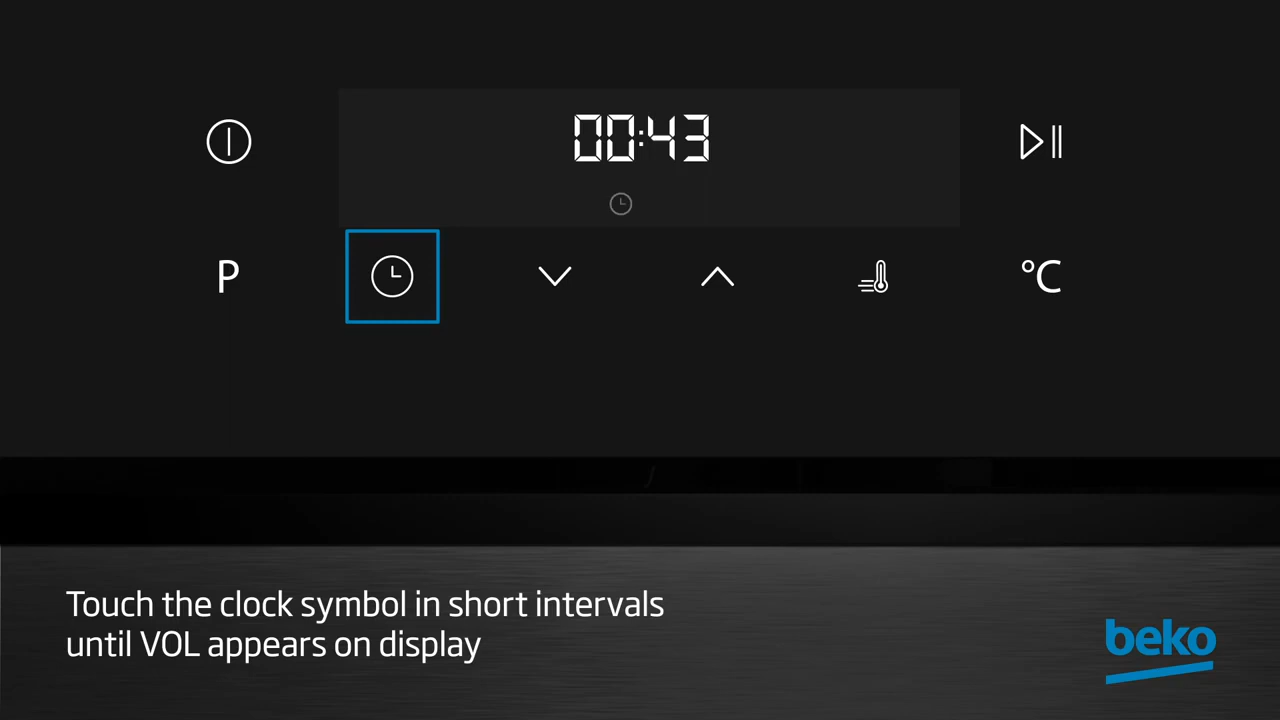 00:43
P
°C
Touch the clock symbol in short intervals
until VOL appears on display
beko